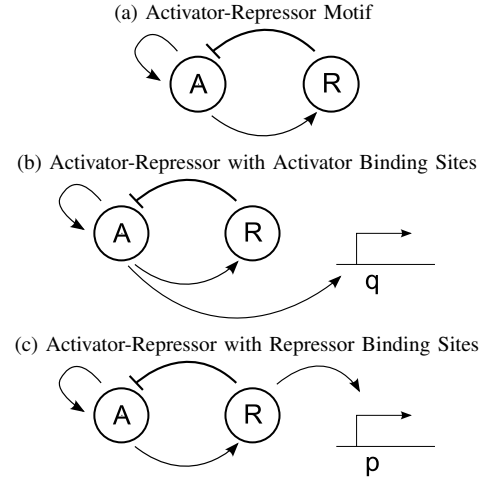 (a) Activator-Repressor Motif
A R
(b) Activator-Repressor with Activator Binding Sites
A R
q
(c) Activator-Repressor with Repressor Binding Sites
A R
p